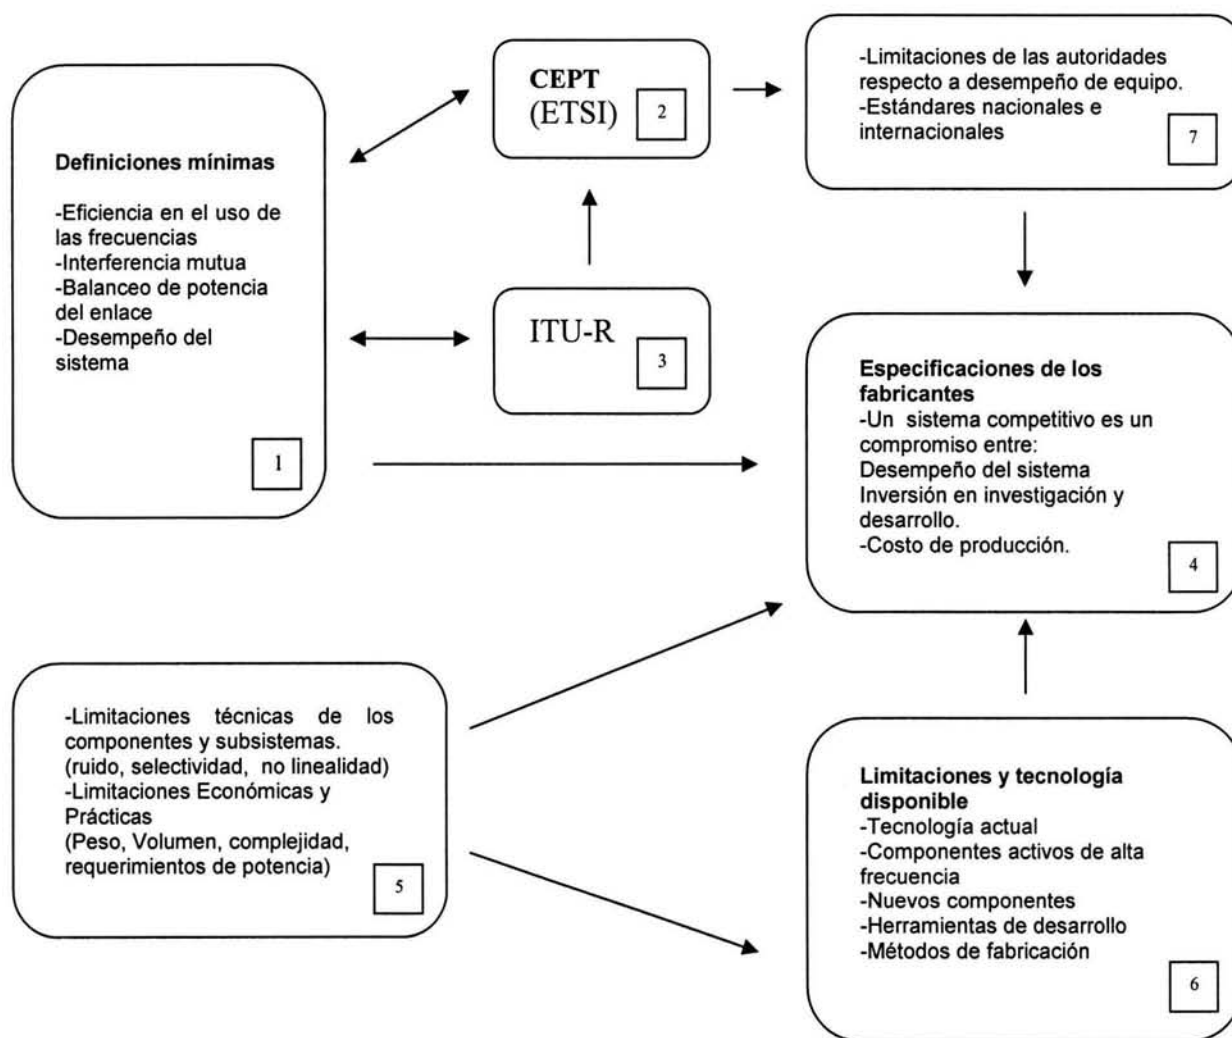 Definiciones mínimas
-Eficiencia en el uso de
las frecuencias
-Interferencia mutua
-Balanceo de potencia
del enlace
-Desempeño del
sistema
1
CEPT
(ETSI)
2
ITU-R
3
-Limitaciones de las autoridades
respecto a desempeño de equipo.
-Estándares nacionales e
internacionales
7
Especificaciones de los
fabricantes
-Un sistema competitivo es un
compromiso entre:
Desempeño del sistema
Inversión en investigación y
desarrollo.
-Costo de producción.
4
-Limitaciones técnicas de los
componentes y subsistemas.
(ruido, selectividad, no linealidad)
-Limitaciones Económicas y
Prácticas
(Peso, Volumen, complejidad,
requerimientos de potencia)
5
Limitaciones y tecnología
disponible
-Tecnología actual
-Componentes activos de alta
frecuencia
-Nuevos componentes
-Herramientas de desarrollo
-Métodos de fabricación
6